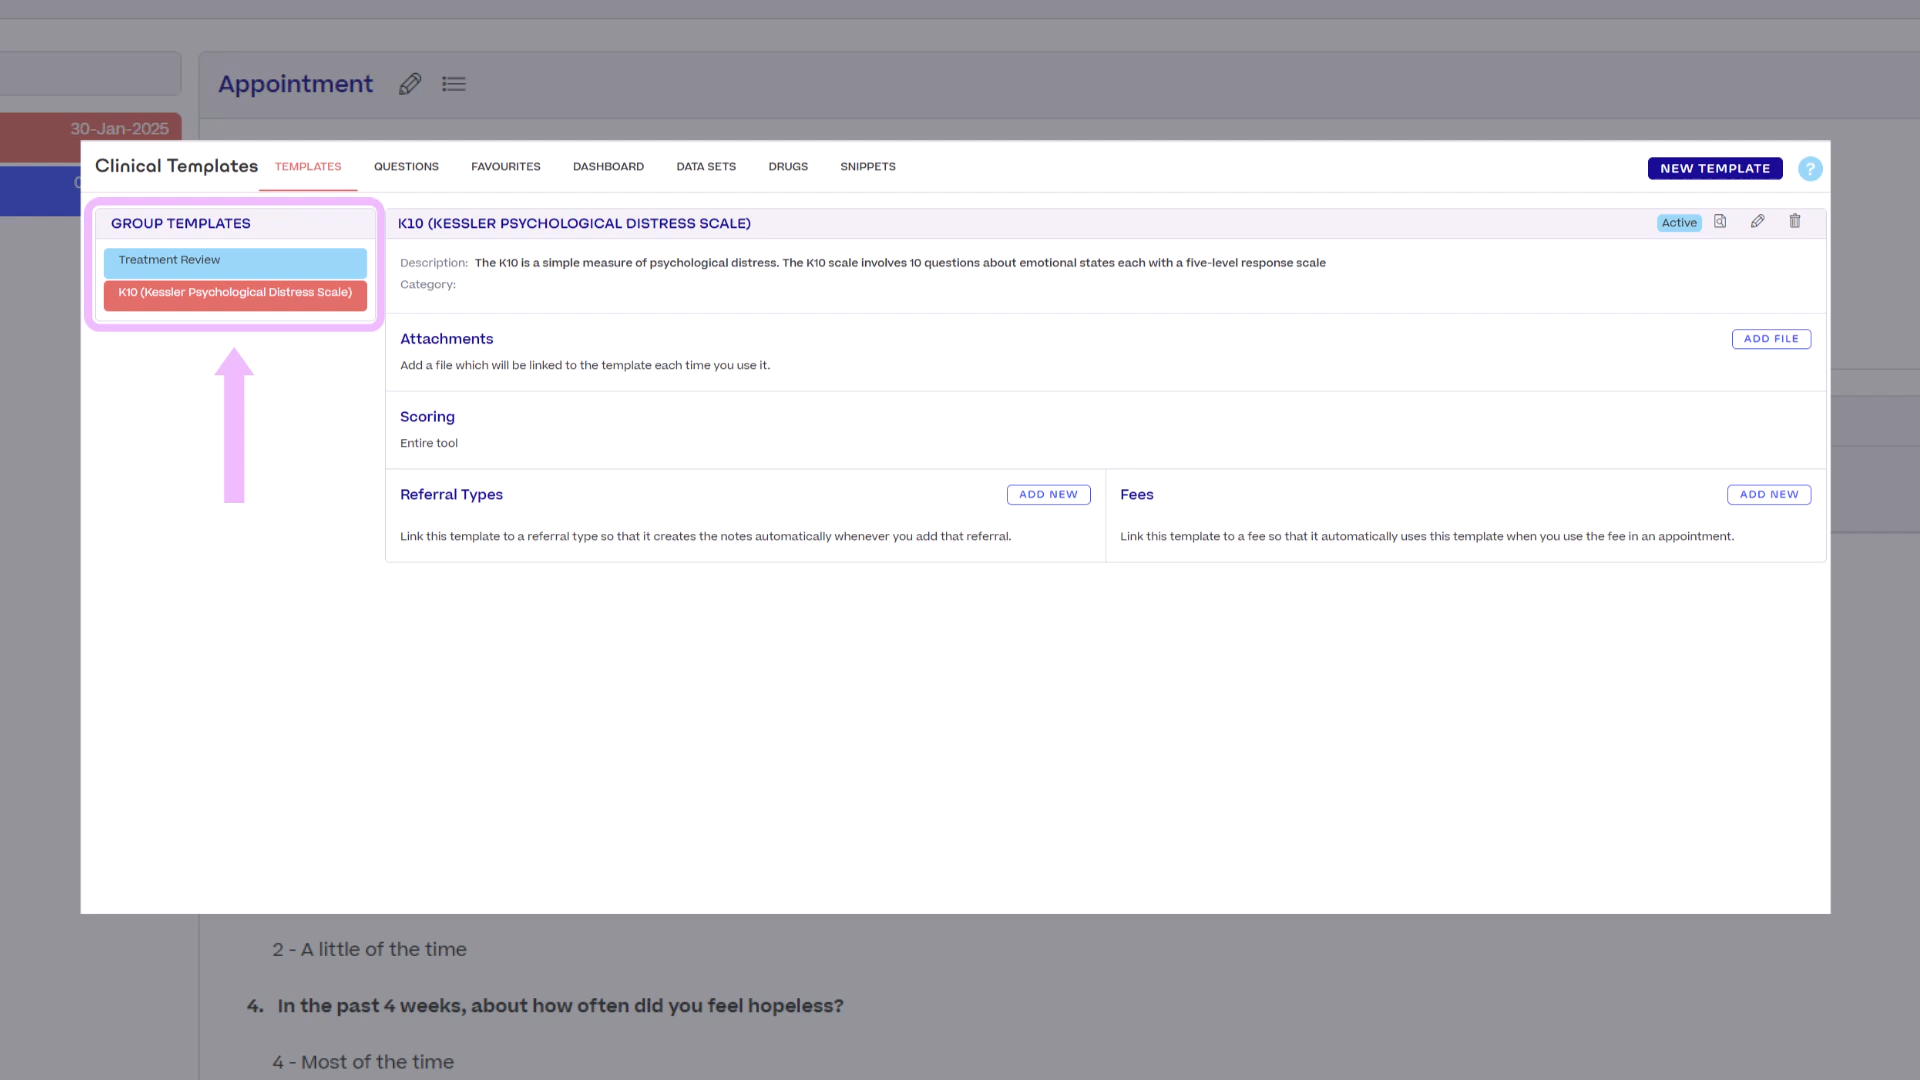 Appointment
30-Jan-2025
0
Clinical Templates
TEMPLATES
QUESTIONS
FAVOURITES
DASHBOARD
DATA SETS
DRUGS
SNIPPETS
NEW TEMPLATE
?
GROUP TEMPLATES
Treatment Review
K10 (Kessler Psychological Distress Scale)
K10 (KESSLER PSYCHOLOGICAL DISTRESS SCALE)
Active
Description: The K10 is a simple measure of psychological distress. The K10 scale involves 10 questions about emotional states each with a five-level response scale
Category:
Attachments
ADD FILE
Add a file which will be linked to the template each time you use it.
Scoring
Entire tool
Referral Types
ADD NEW
Link this template to a referral type so that it creates the notes automatically whenever you add that referral.
Fees
ADD NEW
Link this template to a fee so that it automatically uses this template when you use the fee in an appointment.
2 - A little of the time
4. In the past 4 weeks, about how often did you feel hopeless?
4 - Most of the time